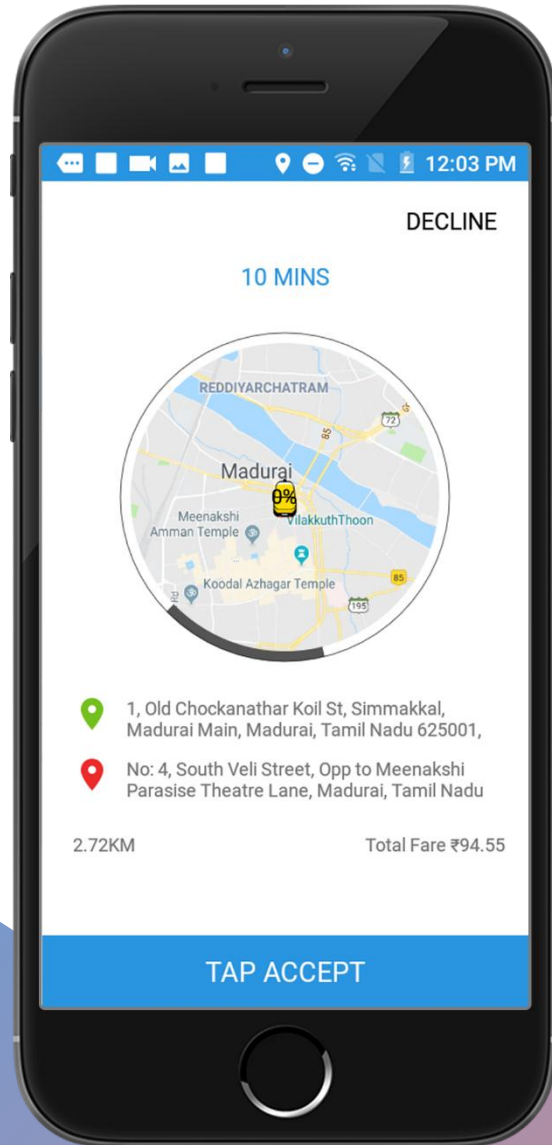 12:03 PM
DECLINE
10 MINS
REDDIYARCHATRAM
72
85
Madurai
0%
Meenakshi
Amman Temple
VilakkuthThoon
Koodal Azhagar Temple
85
195
Rd
1, Old Chockanathar Koil St, Simmakkal,
Madurai Main, Madurai, Tamil Nadu 625001,
No: 4, South Veli Street, Opp to Meenakshi
Parasise Theatre Lane, Madurai, Tamil Nadu
2.72KM
Total Fare ₹94.55
TAP ACCEPT